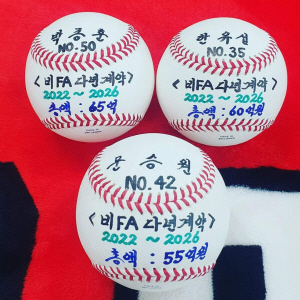 박종훈
NO.50
<비FA 다년계약>
2022 ~ 2026
총액 : 65억
한유섬
NO.35
<비FA 다년계약>
2022 ~ 2026
총액 : 60억원
문승원
NO.42
<비FA 다년계약>
2022 ~ 2026
총액 : 55억원